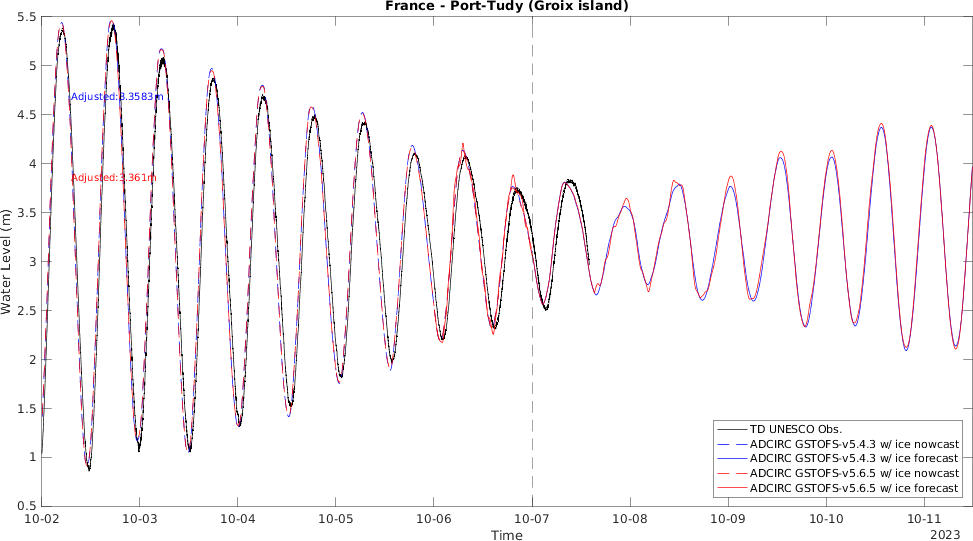 France - Port-Tudy (Groix island)
5.5
5
4.5
4
3.5
3
2.5
2
1.5
1
0.5
Water Level (m)
Adjusted:3.3583m
Adjusted:3.361m
TD UNESCO Obs.
ADCIRC GSTOFS-v5.4.3 w/ ice nowcast
ADCIRC GSTOFS-v5.4.3 w/ ice forecast
ADCIRC GSTOFS-v5.6.5 w/ ice nowcast
ADCIRC GSTOFS-v5.6.5 w/ ice forecast
10-02 10-03 10-04 10-05 10-06 10-07 10-08 10-09 10-10 10-11
Time
2023